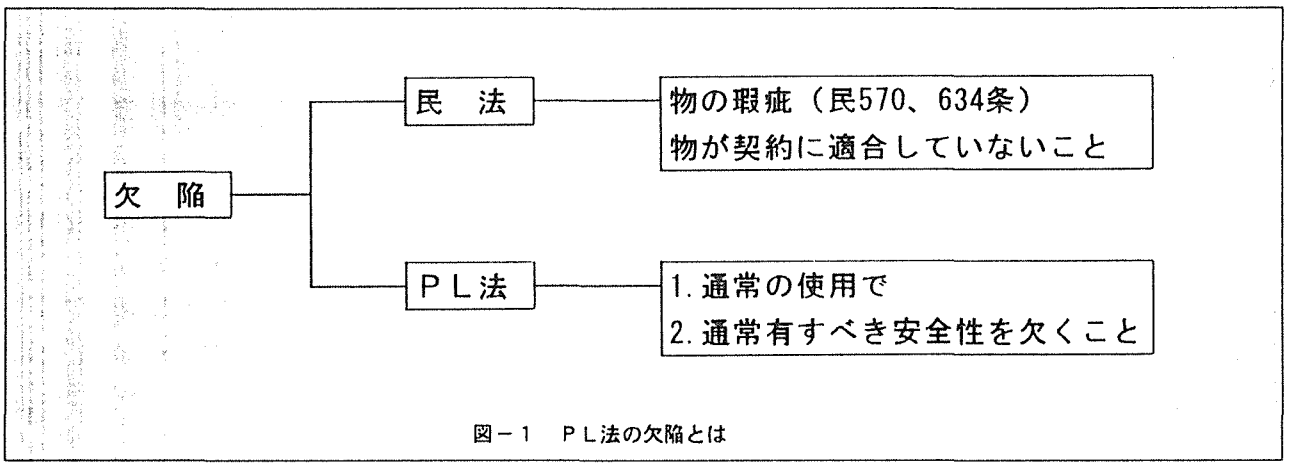 欠　陥
民　法
物の瑕疵（民570、634条）
物が契約に適合していないこと
ＰＬ法
1.通常の使用で
2.通常有すべき安全性を欠くこと
図－１　ＰＬ法の欠陥とは